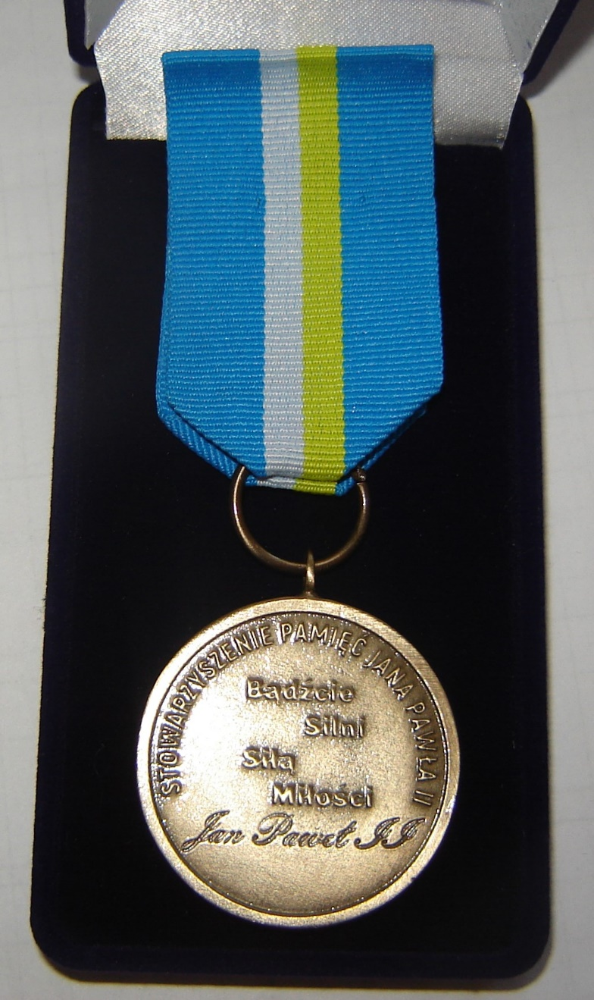 STOWARZYSZENIE PAMIĘĆ JANA PAWŁA II
Bądźcie
Silni
Siłą
Miłości
Jan Paweł II